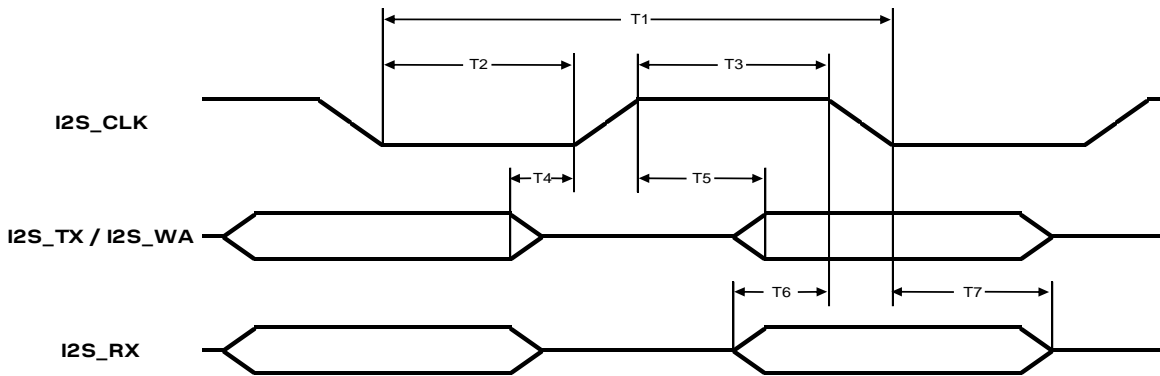 T1
T2
T3
I2S_CLK
T4
T5
I2S_TX / I2S_WA
T6
T7
I2S_RX